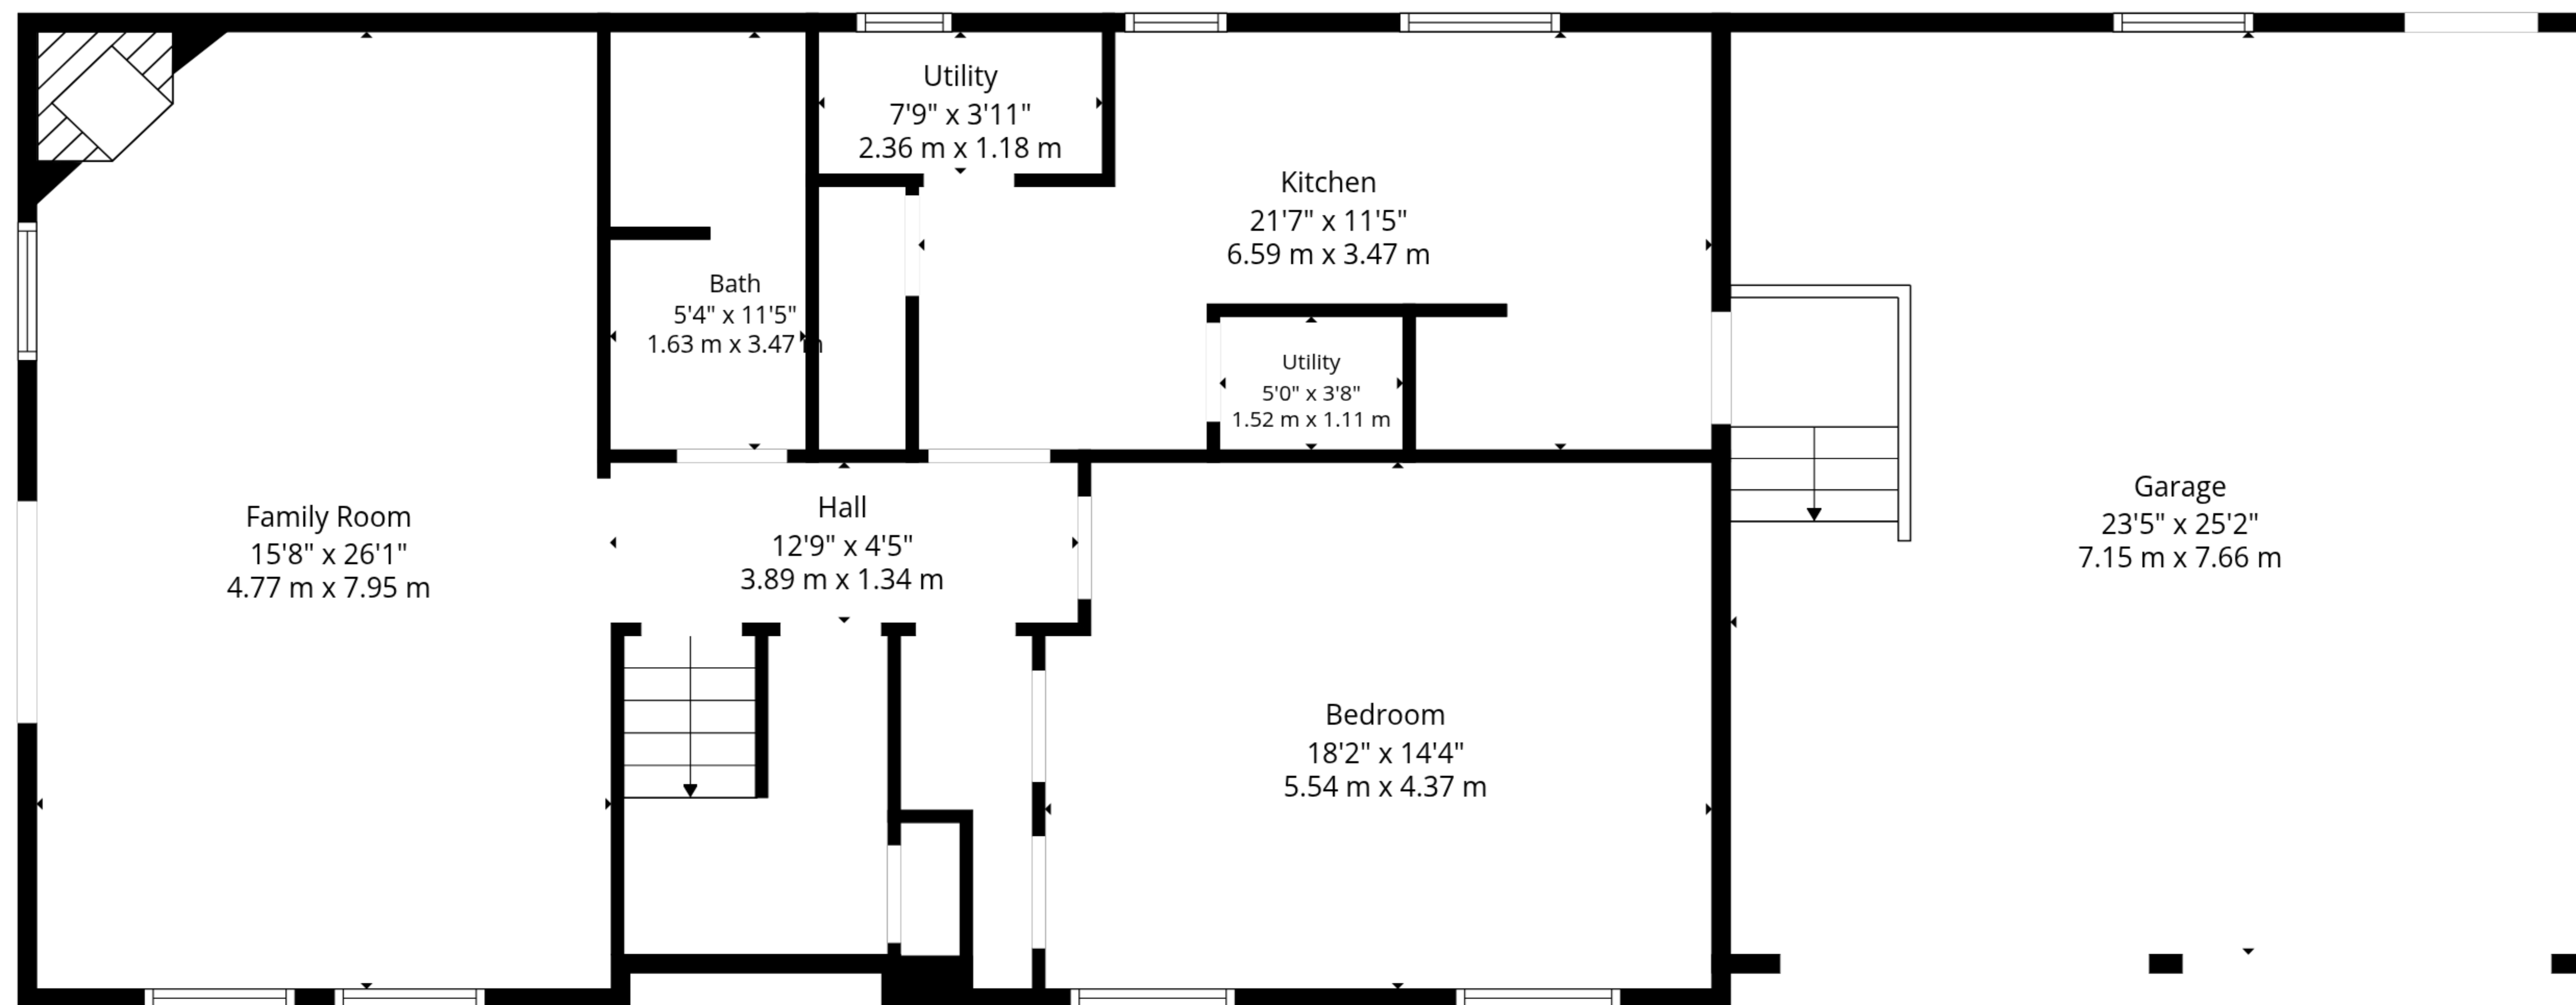 Utility
7'9" x 3'11"
2.36 m x 1.18 m
Kitchen
21'7" x 11'5"
6.59 m x 3.47 m
Bath
5'4" x 11'5"
1.63 m x 3.47 m
Utility
5'0" x 3'8"
1.52 m x 1.11 m
Family Room
15'8" x 26'1"
4.77 m x 7.95 m
Hall
12'9" x 4'5"
3.89 m x 1.34 m
Garage
23'5" x 25'2"
7.15 m x 7.66 m
Bedroom
18'2" x 14'4"
5.54 m x 4.37 m